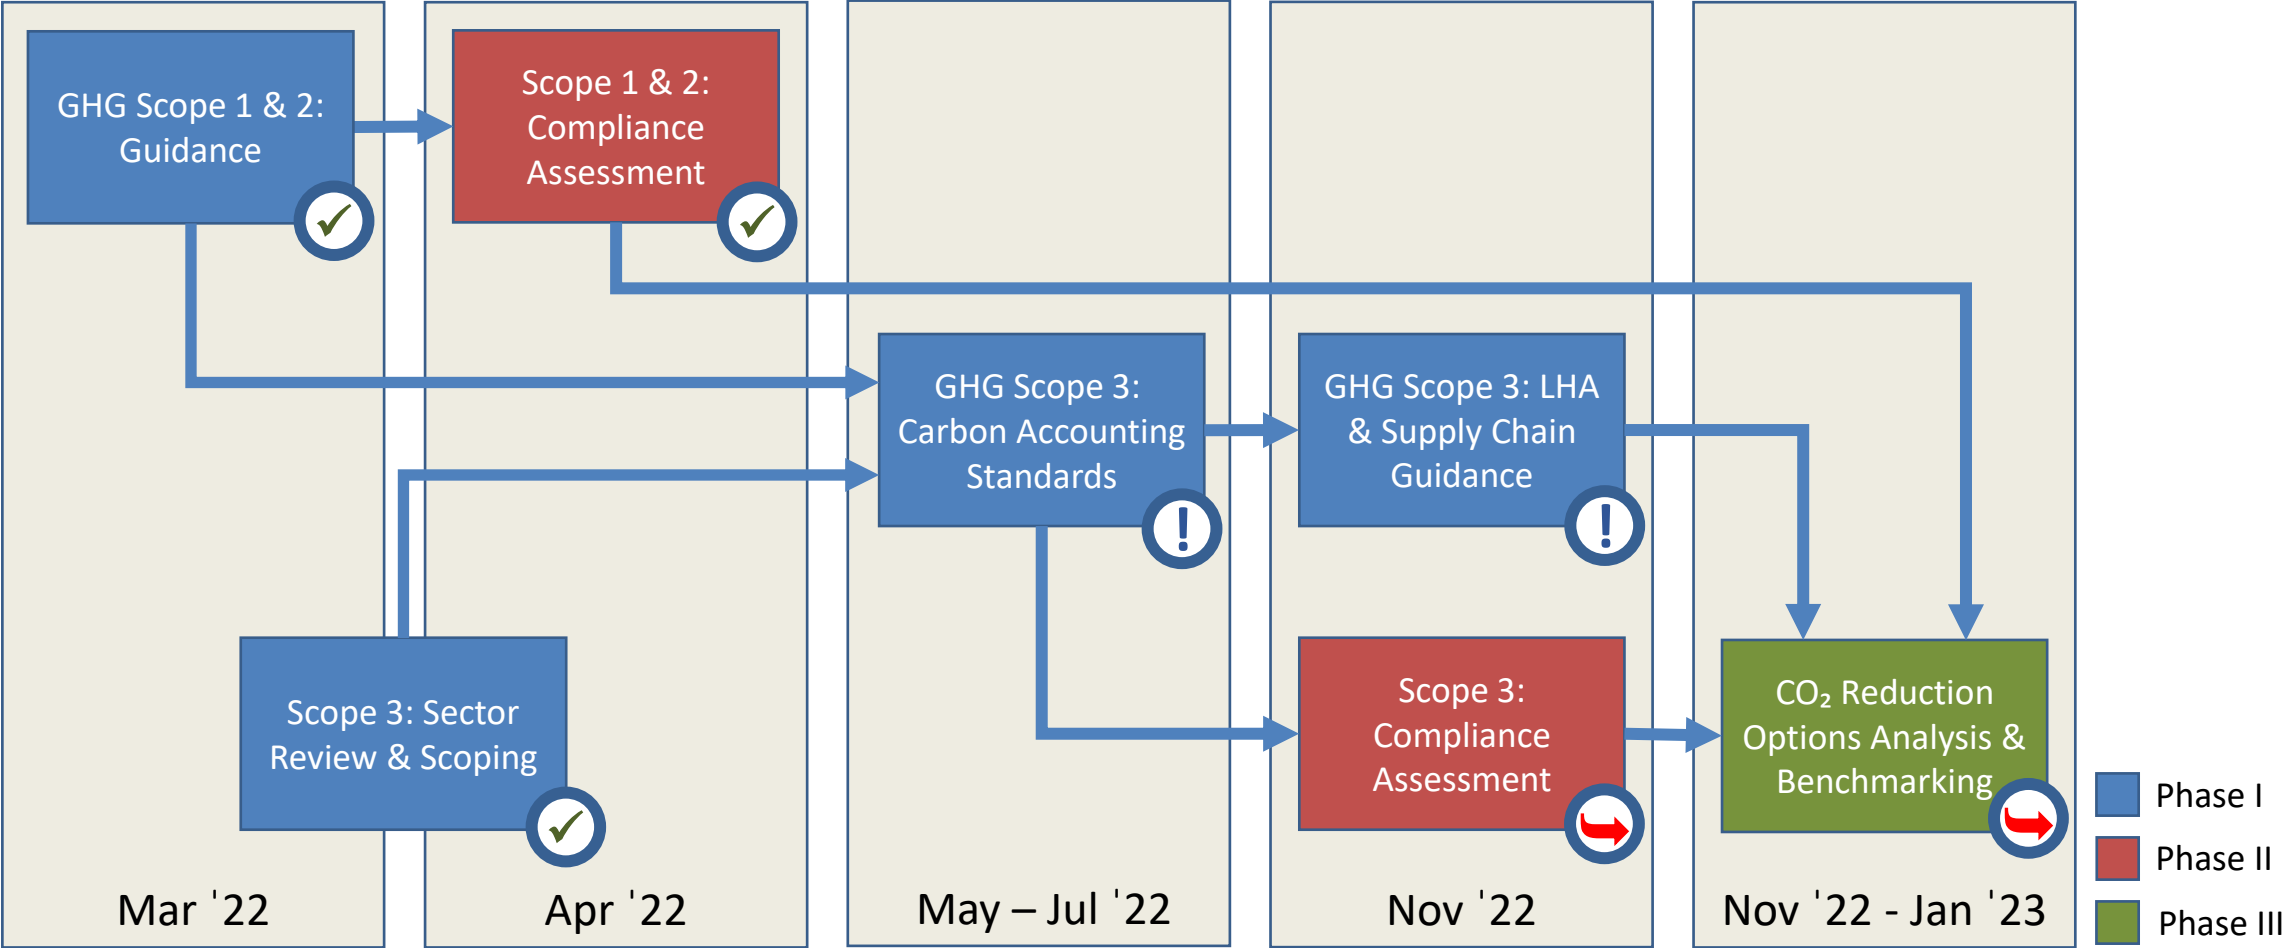 GHG Scope 1 & 2:
Guidance
Scope 1 & 2:
Compliance
Assessment
GHG Scope 3:
Carbon Accounting
Standards
GHG Scope 3: LHA
& Supply Chain
Guidance
Scope 3: Sector
Review & Scoping
Scope 3:
Compliance
Assessment
CO₂ Reduction
Options Analysis &
Benchmarking
Mar '22
Apr '22
May – Jul '22
Nov '22
Nov '22 - Jan '23
Phase I
Phase II
Phase III